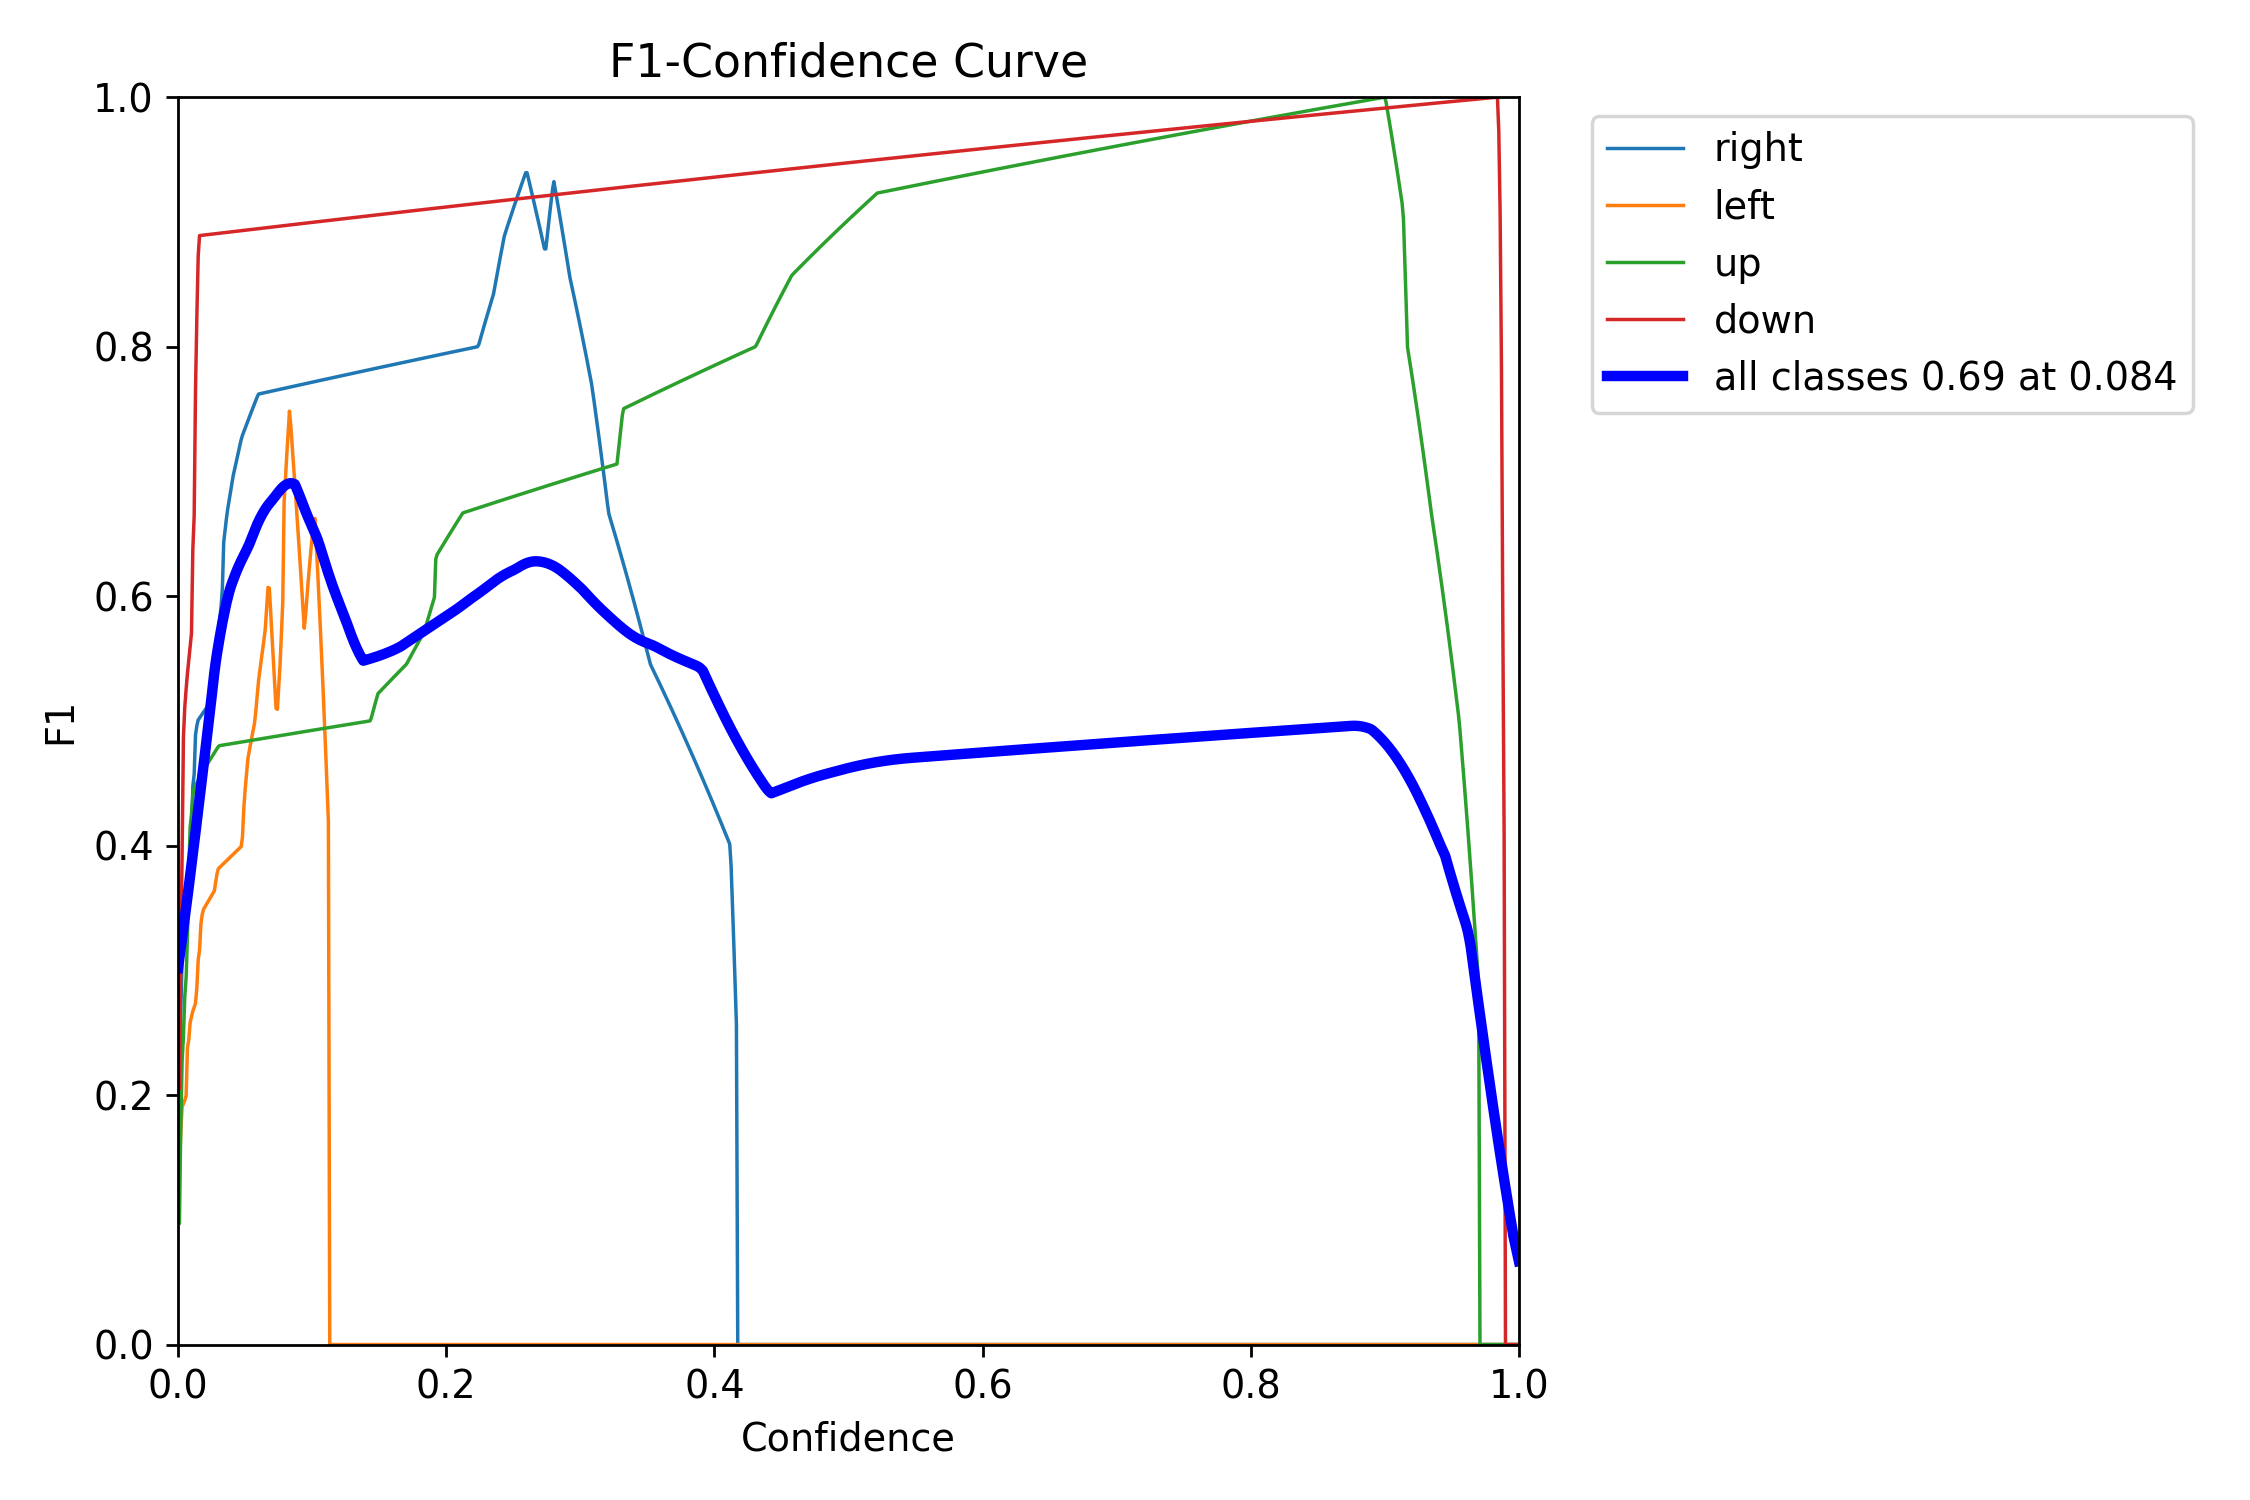 F1-Confidence Curve
1.0
0.8
0.6
0.4
0.2
0.0
F1
0.0 0.2 0.4 0.6 0.8 1.0
Confidence
right
left
up
down
all classes 0.69 at 0.084